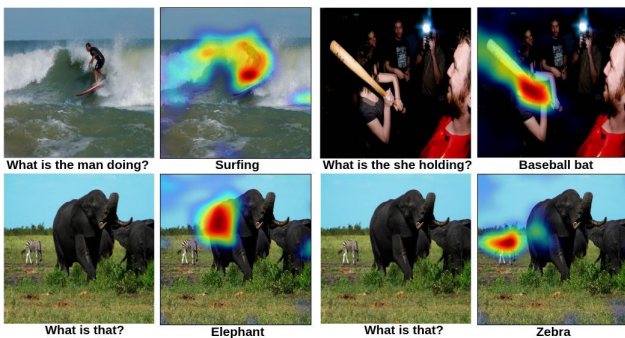 What is the man doing?
Surfing
What is the she holding?
Baseball bat
What is that?
Elephant
What is that?
Zebra